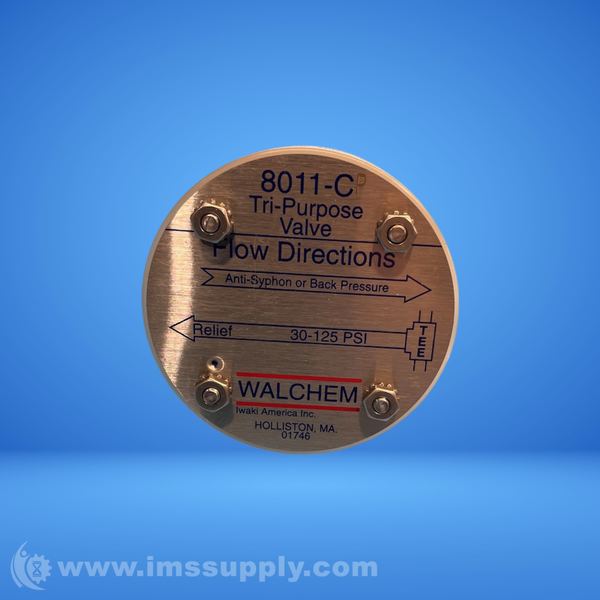 8011-CP
Tri-Purpose
Valve
Flow Directions
Anti-Syphon or Back Pressure
Relief 30-125 PSI
TEE
WALCHEM
Iwaki America Inc.
HOLLISTON, MA.
01746
www.imssupply.com